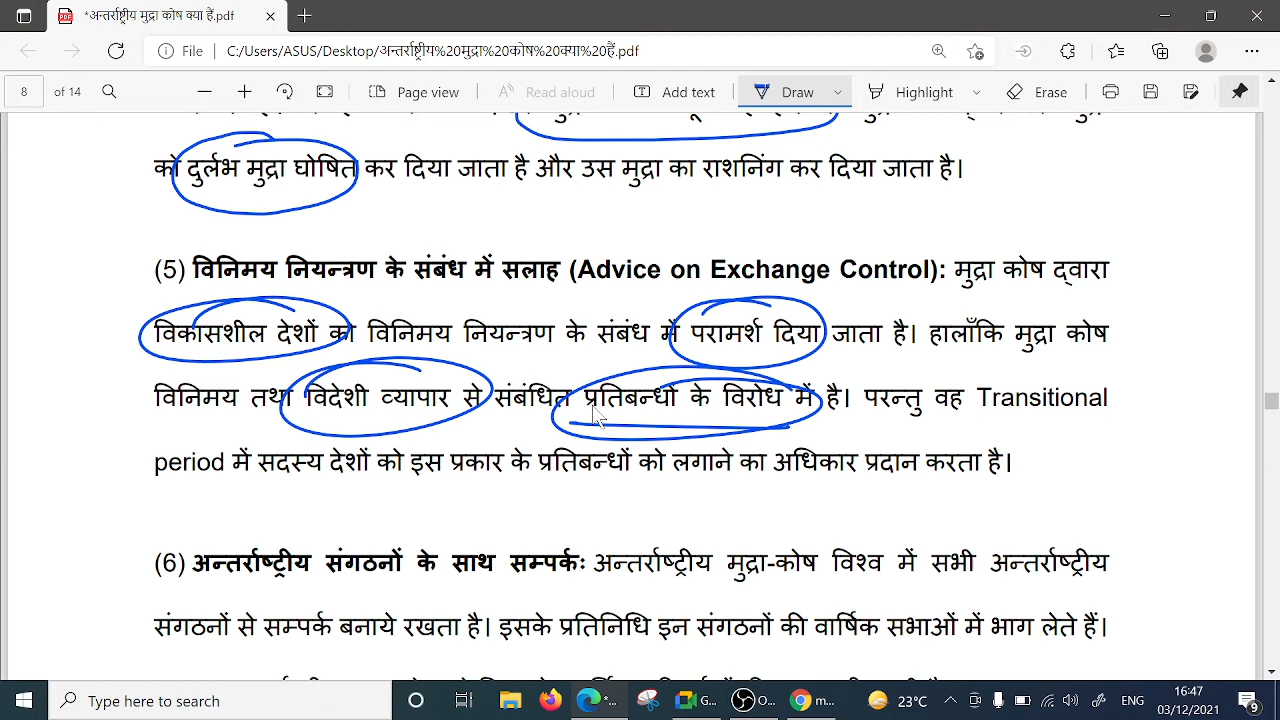 *अन्तर्राष्ट्रीय मुद्रा कोष क्या हैं.pdf
File C:/Users/ASUS/Desktop/अन्तर्राष्ट्रीय%20मुद्रा%20कोष%20क्या%20हैं.pdf
8 of 14 Page view Read aloud Add text Draw Highlight Erase
को दुर्लभ मुद्रा घोषित कर दिया जाता है और उस मुद्रा का राशनिंग कर दिया जाता है।
(5) विनिमय नियन्त्रण के संबंध में सलाह (Advice on Exchange Control): मुद्रा कोष द्वारा
विकासशील देशों को विनिमय नियन्त्रण के संबंध में परामर्श दिया जाता है। हालाँकि मुद्रा कोष
विनिमय तथा विदेशी व्यापार से संबंधित प्रतिबन्धों के विरोध में है। परन्तु वह Transitional
period में सदस्य देशों को इस प्रकार के प्रतिबन्धों को लगाने का अधिकार प्रदान करता है।
(6) अन्तर्राष्ट्रीय संगठनों के साथ सम्पर्कः अन्तर्राष्ट्रीय मुद्रा-कोष विश्व में सभी अन्तर्राष्ट्रीय
संगठनों से सम्पर्क बनाये रखता है। इसके प्रतिनिधि इन संगठनों की वार्षिक सभाओं में भाग लेते हैं।
Type here to search *... G... O... m... 23°C ENG 16:47
03/12/2021 9